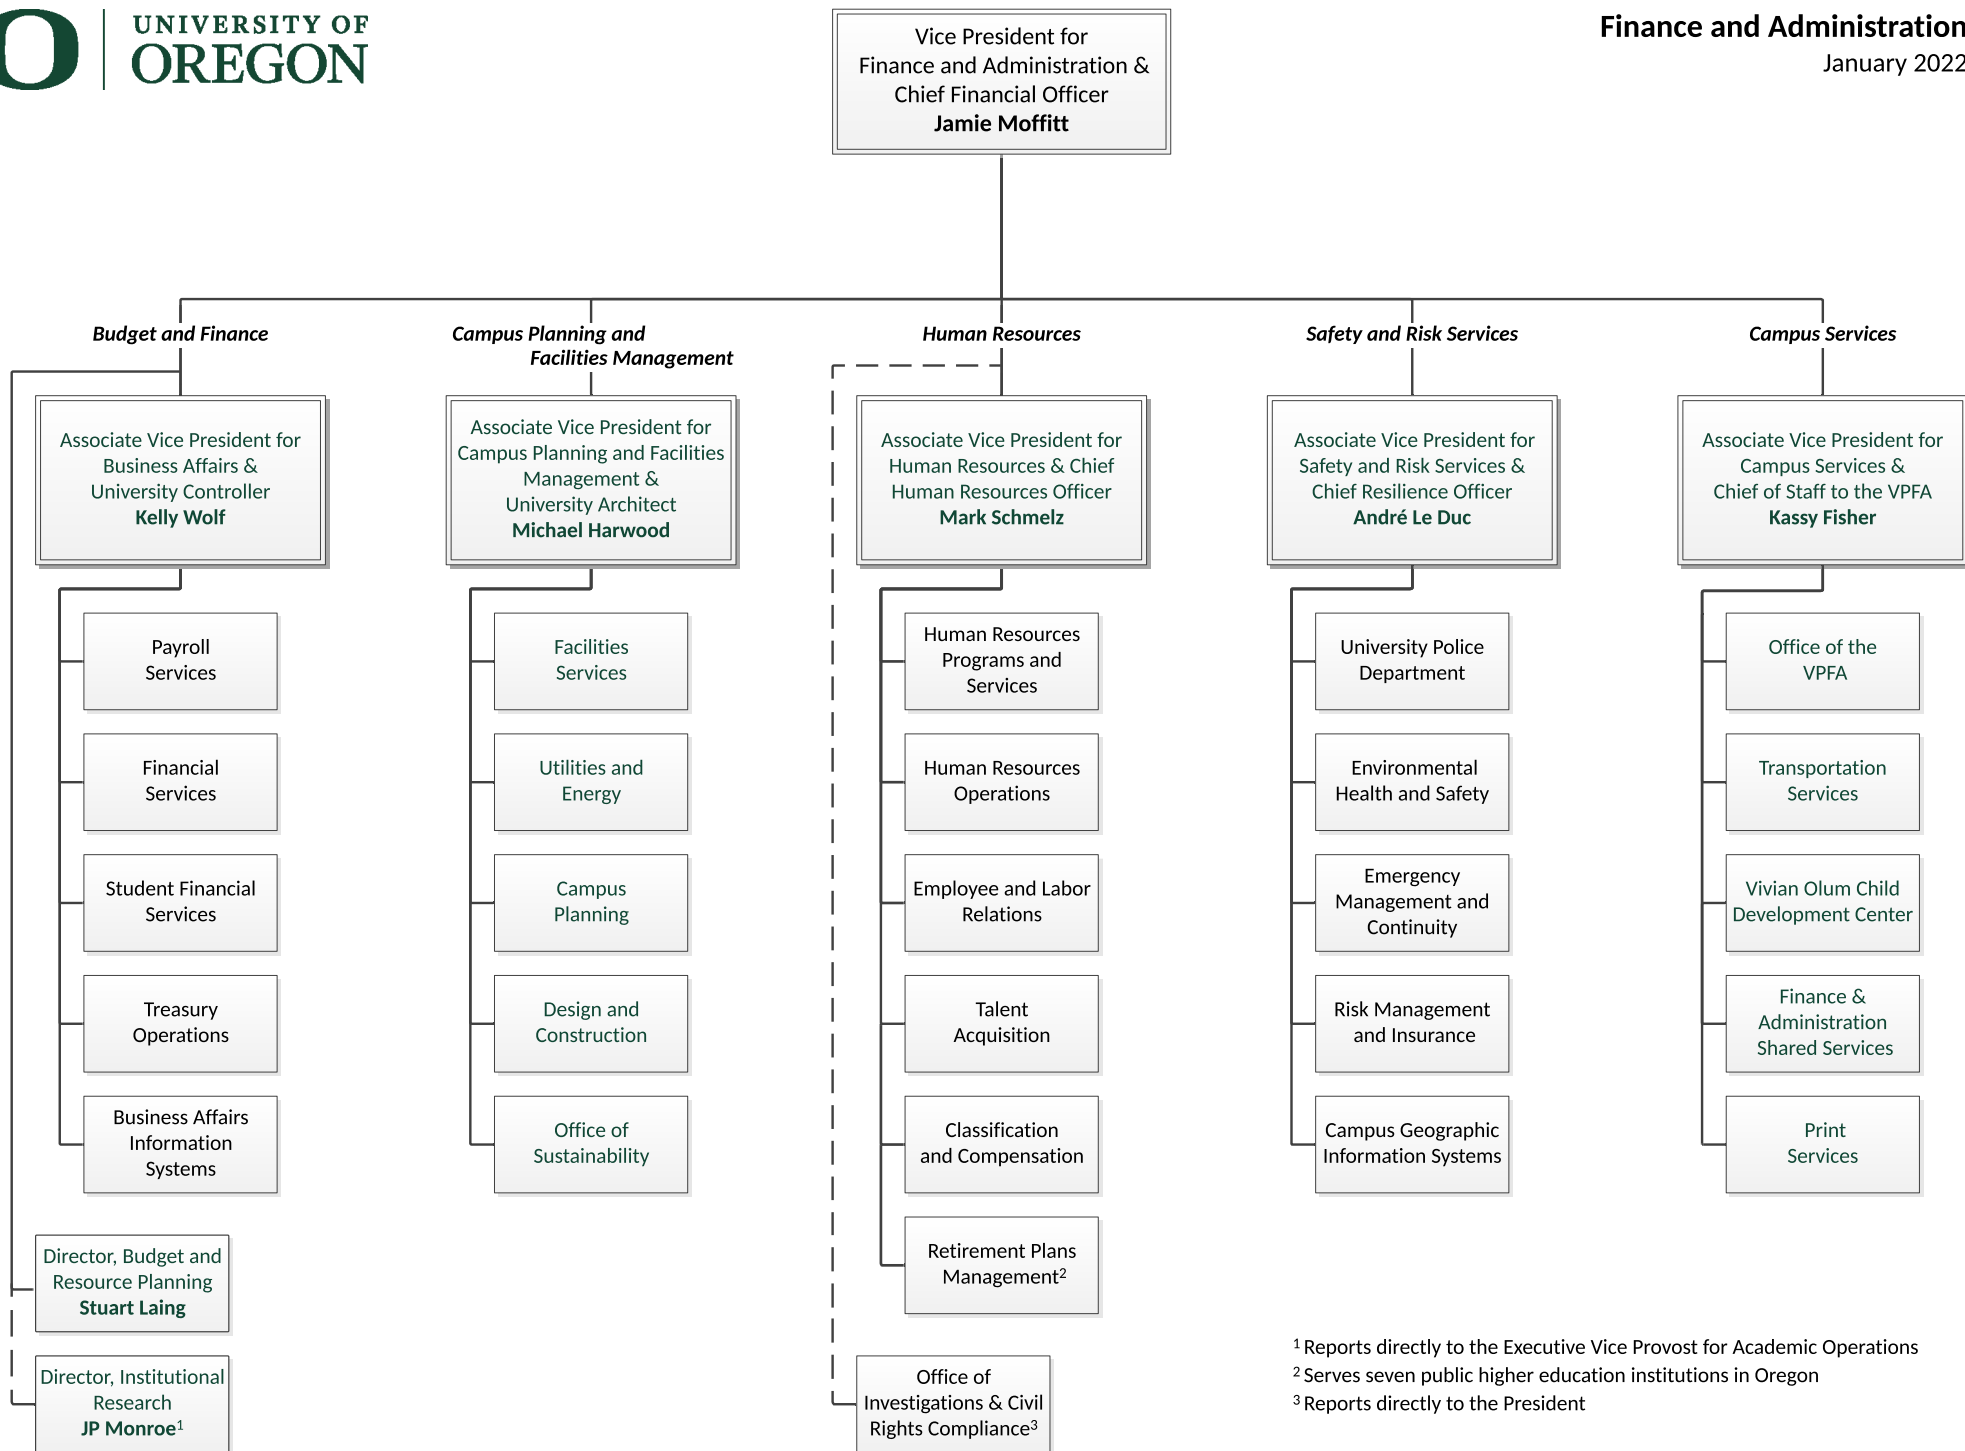 UNIVERSITY OF
OREGON
Finance and Administration
January 2022
Vice President for
Finance and Administration &
Chief Financial Officer
Jamie Moffitt
Budget and Finance
Associate Vice President for
Business Affairs &
University Controller
Kelly Wolf
Payroll
Services
Financial
Services
Student Financial
Services
Treasury
Operations
Business Affairs
Information
Systems
Director, Budget and
Resource Planning
Stuart Laing
Director, Institutional
Research
JP Monroe¹
Campus Planning and
Facilities Management
Associate Vice President for
Campus Planning and Facilities
Management &
University Architect
Michael Harwood
Facilities
Services
Utilities and
Energy
Campus
Planning
Design and
Construction
Office of
Sustainability
Human Resources
Associate Vice President for
Human Resources & Chief
Human Resources Officer
Mark Schmelz
Human Resources
Programs and
Services
Human Resources
Operations
Employee and Labor
Relations
Talent
Acquisition
Classification
and Compensation
Retirement Plans
Management²
Office of
Investigations & Civil
Rights Compliance³
Safety and Risk Services
Associate Vice President for
Safety and Risk Services &
Chief Resilience Officer
André Le Duc
University Police
Department
Environmental
Health and Safety
Emergency
Management and
Continuity
Risk Management
and Insurance
Campus Geographic
Information Systems
Campus Services
Associate Vice President for
Campus Services &
Chief of Staff to the VPFA
Kassy Fisher
Office of the
VPFA
Transportation
Services
Vivian Olum Child
Development Center
Finance &
Administration
Shared Services
Print
Services
¹ Reports directly to the Executive Vice Provost for Academic Operations
² Serves seven public higher education institutions in Oregon
³ Reports directly to the President